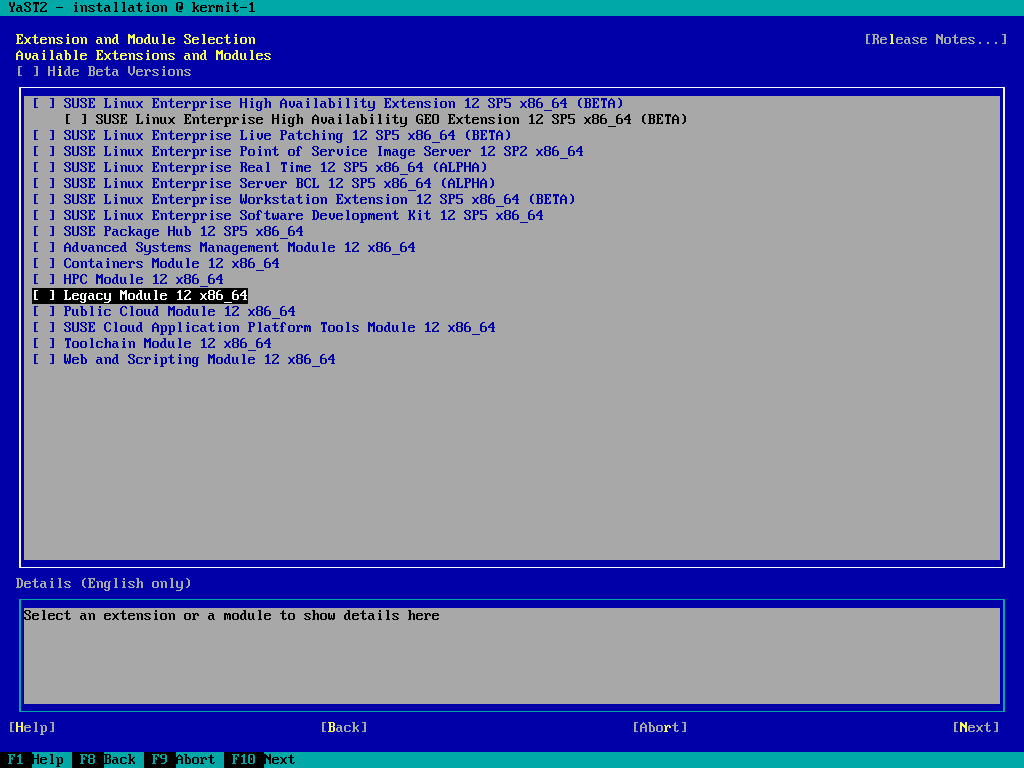 YaST2 - installation @ kermit-1
Extension and Module Selection [Release Notes...]
Available Extensions and Modules
[ ] Hide Beta Versions
[ ] SUSE Linux Enterprise High Availability Extension 12 SP5 x86_64 (BETA)
[ ] SUSE Linux Enterprise High Availability GEO Extension 12 SP5 x86_64 (BETA)
[ ] SUSE Linux Enterprise Live Patching 12 SP5 x86_64 (BETA)
[ ] SUSE Linux Enterprise Point of Service Image Server 12 SP2 x86_64
[ ] SUSE Linux Enterprise Real Time 12 SP5 x86_64 (ALPHA)
[ ] SUSE Linux Enterprise Server BCL 12 SP5 x86_64 (ALPHA)
[ ] SUSE Linux Enterprise Workstation Extension 12 SP5 x86_64 (BETA)
[ ] SUSE Linux Enterprise Software Development Kit 12 SP5 x86_64
[ ] SUSE Package Hub 12 SP5 x86_64
[ ] Advanced Systems Management Module 12 x86_64
[ ] Containers Module 12 x86_64
[ ] HPC Module 12 x86_64
[ ] Legacy Module 12 x86_64
[ ] Public Cloud Module 12 x86_64
[ ] SUSE Cloud Application Platform Tools Module 12 x86_64
[ ] Toolchain Module 12 x86_64
[ ] Web and Scripting Module 12 x86_64
Details (English only)
Select an extension or a module to show details here
[Help] [Back] [Abort] [Next]
F1 Help F8 Back F9 Abort F10 Next